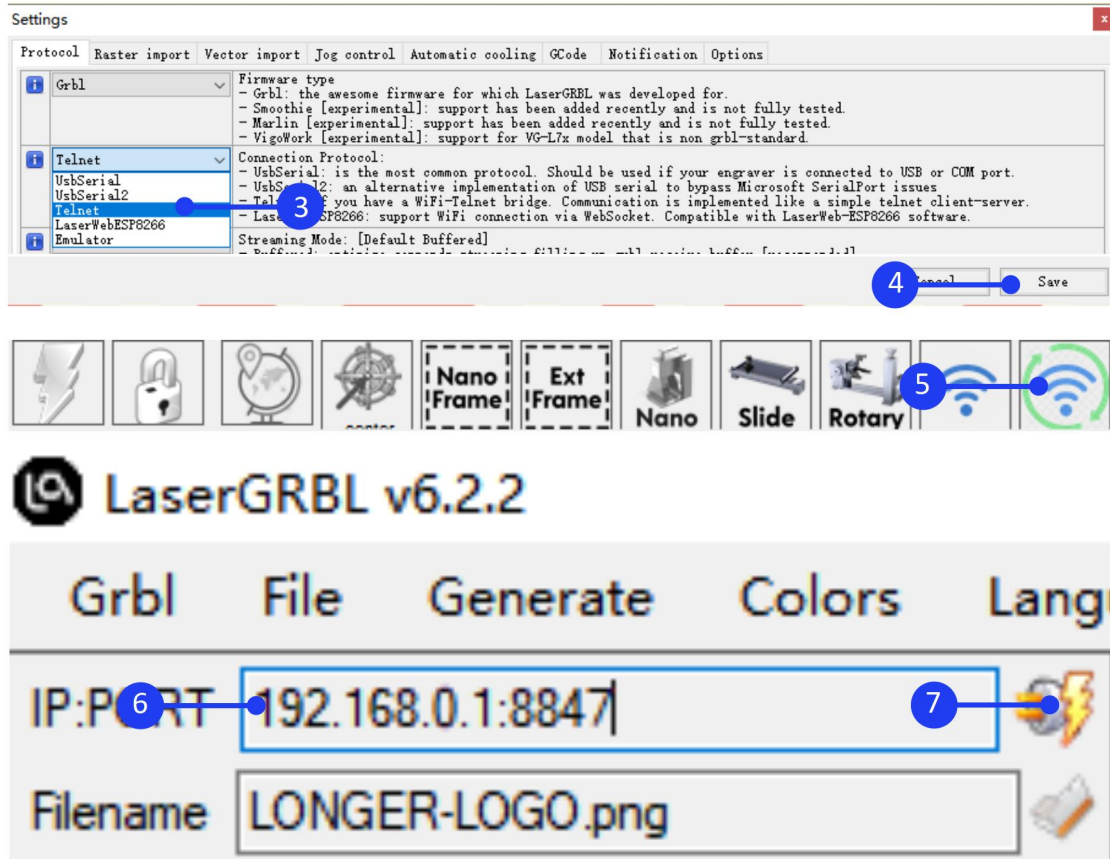 Settings
x
Protocol Raster import Vector import Jog control Automatic cooling GCode Notification Options
Grbl
Firmware type
- Grbl: the awesome firmware for which LaserGRBL was developed for.
- Smoothie [experimental]: support has been added recently and is not fully tested.
- Marlin [experimental]: support has been added recently and is not fully tested.
- VigoWork [experimental]: support for VG-L7x model that is non grbl-standard.
Telnet
UsbSerial
UsbSerial2
Telnet
LaserWebESP8266
Emulator
3
Connection Protocol:
- UsbSerial: is the most common protocol. Should be used if your engraver is connected to USB or COM port.
- UsbSerial2: an alternative implementation of USB serial to bypass Microsoft SerialPort issues
you have a WiFi-Telnet bridge. Communication is implemented like a simple telnet client-server.
support WiFi connection via WebSocket. Compatible with LaserWeb-ESP8266 software.
Streaming Mode: [Default Buffered]
4
Save
Nano Frame
Ext Frame
Nano
Slide
Rotary
5
LaserGRBL v6.2.2
Grbl File Generate Colors
IP:PORT 6 192.168.0.1:8847 7
Filename LONGER-LOGO.png